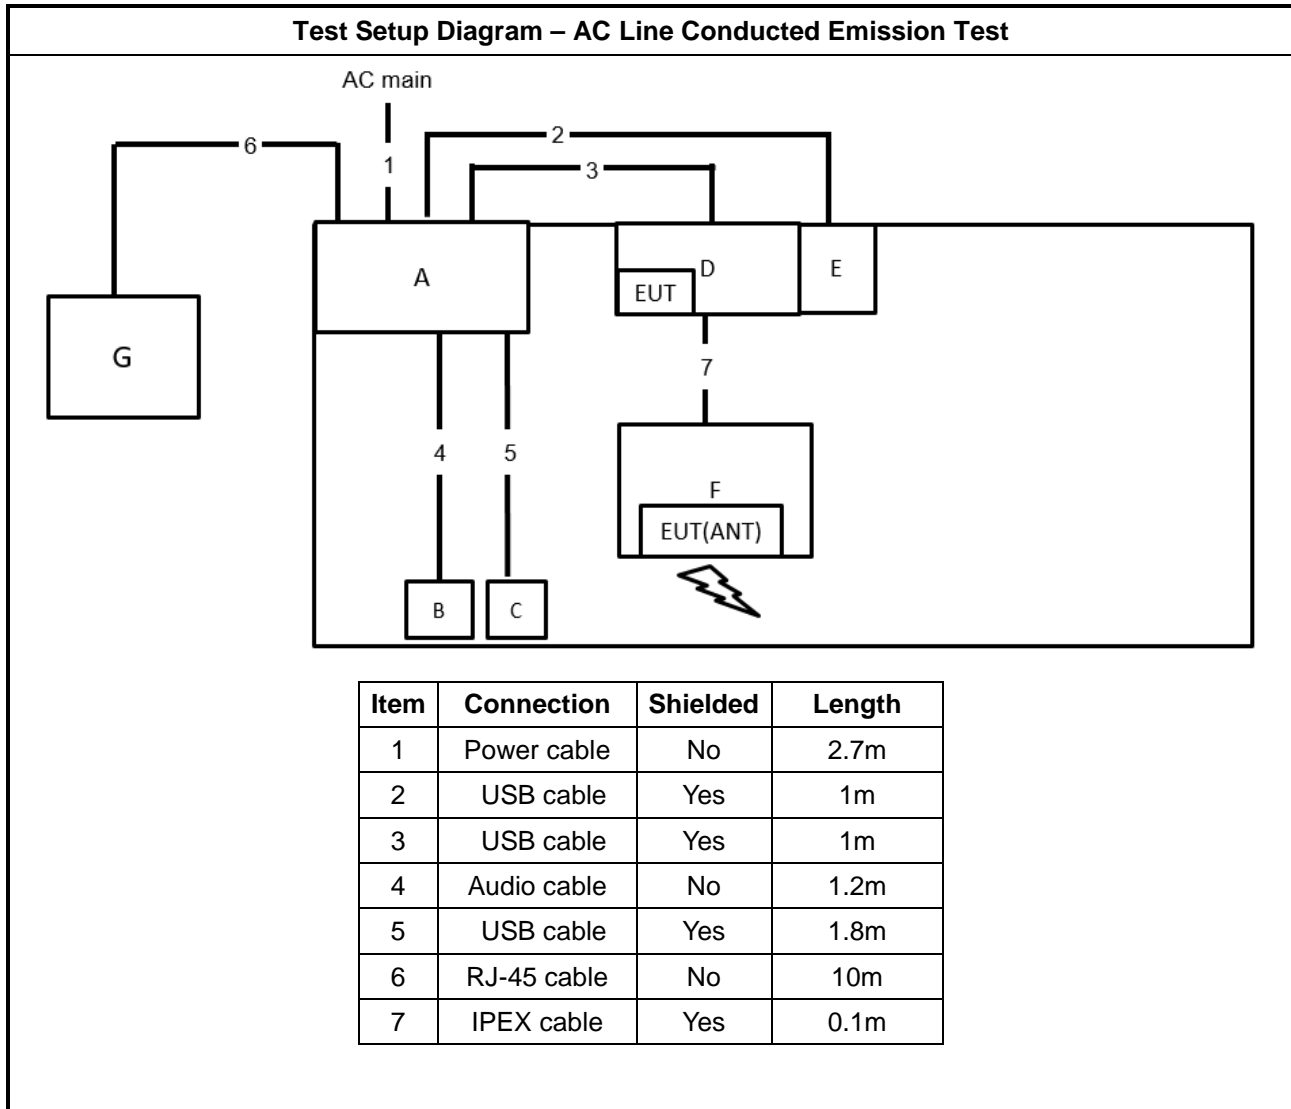 Test Setup Diagram – AC Line Conducted Emission Test
AC main
6
1
2
3
A
D
E
EUT
G
7
4
5
F
EUT(ANT)
B
C
Item Connection Shielded Length
1 Power cable No 2.7m
2 USB cable Yes 1m
3 USB cable Yes 1m
4 Audio cable No 1.2m
5 USB cable Yes 1.8m
6 RJ-45 cable No 10m
7 IPEX cable Yes 0.1m